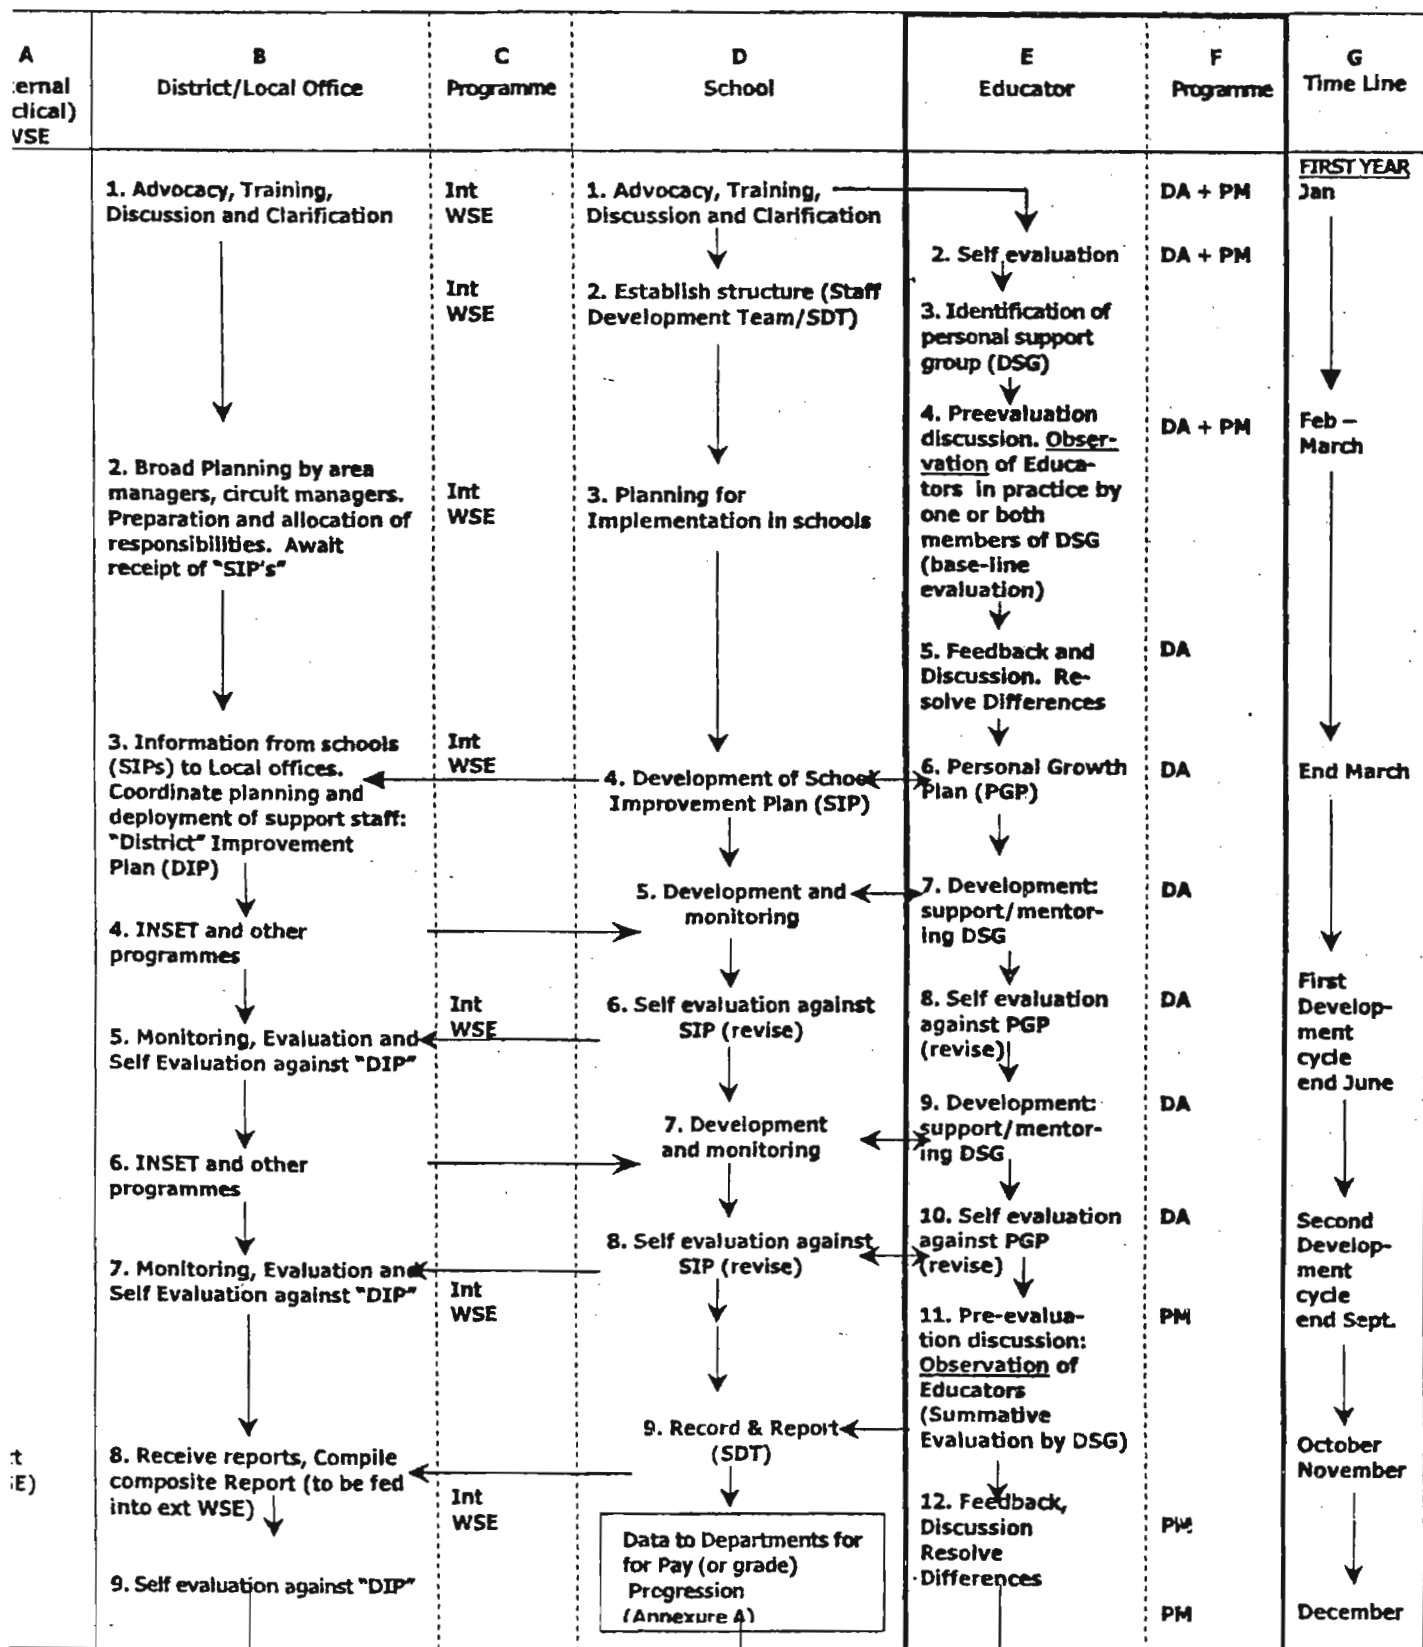 A
ernal
clical)
WSE
t
E)
B
District/Local Office
1. Advocacy, Training,
Discussion and Clarification
2. Broad Planning by area
managers, circuit managers.
Preparation and allocation of
responsibilities. Await
receipt of "SIP's"
3. Information from schools
(SIPs) to Local offices.
Coordinate planning and
deployment of support staff:
"District" Improvement
Plan (DIP)
4. INSET and other
programmes
5. Monitoring, Evaluation and
Self Evaluation against "DIP"
6. INSET and other
programmes
7. Monitoring, Evaluation and
Self Evaluation against "DIP"
8. Receive reports, Compile
composite Report (to be fed
into ext WSE)
9. Self evaluation against "DIP"
C
Programme
Int
WSE
Int
WSE
Int
WSE
Int
WSE
Int
WSE
Int
WSE
Int
WSE
D
School
1. Advocacy, Training,
Discussion and Clarification
2. Establish structure (Staff
Development Team/SDT)
3. Planning for
Implementation in schools
4. Development of School
Improvement Plan (SIP)
5. Development and
monitoring
6. Self evaluation against
SIP (revise)
7. Development
and monitoring
8. Self evaluation against
SIP (revise)
9. Record & Report
(SDT)
Data to Departments for
for Pay (or grade)
Progression
(Annexure A)
E
Educator
2. Self evaluation
3. Identification of
personal support
group (DSG)
4. Preevaluation
discussion. Obser-
vation of Educa-
tors in practice by
one or both
members of DSG
(base-line
evaluation)
5. Feedback and
Discussion. Re-
solve Differences
6. Personal Growth
Plan (PGP)
7. Development:
support/mentor-
ing DSG
8. Self evaluation
against PGP
(revise)
9. Development:
support/mentor-
ing DSG
10. Self evaluation
against PGP
(revise)
11. Pre-evalua-
tion discussion:
Observation of
Educators
(Summative
Evaluation by DSG)
12. Feedback,
Discussion
Resolve
Differences
F
Programme
DA + PM
DA + PM
DA + PM
DA
DA
DA
DA
DA
DA
PM
PM
PM
G
Time Line
FIRST YEAR
Jan
Feb –
March
End March
First
Develop-
ment
cycle
end June
Second
Develop-
ment
cycle
end Sept.
October
November
December